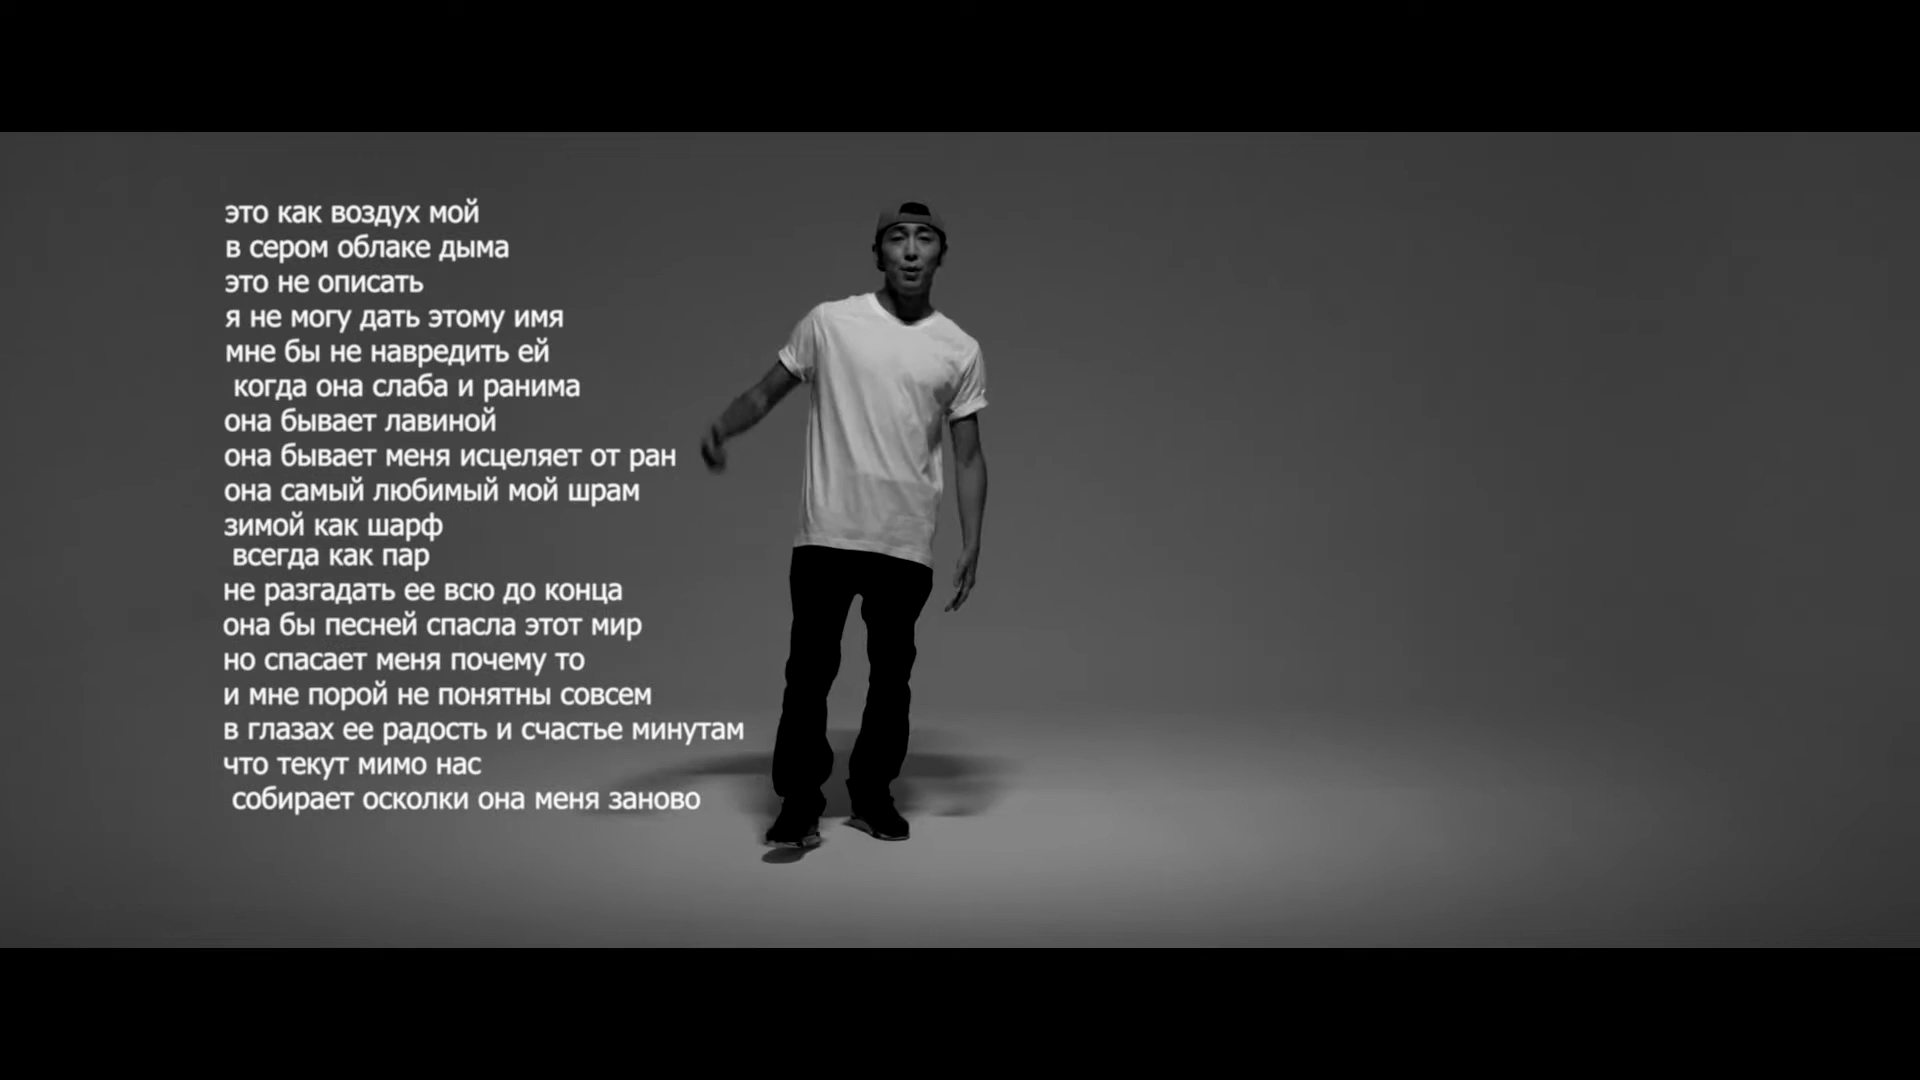 это как воздух мой
в сером облаке дыма
это не описать
я не могу дать этому имя
мне бы не навредить ей
когда она слаба и ранима
она бывает лавиной
она бывает меня исцеляет от ран
она самый любимый мой шрам
зимой как шарф
всегда как пар
не разгадать ее всю до конца
она бы песней спасла этот мир
но спасает меня почему то
и мне порой не понятны совсем
в глазах ее радость и счастье минутам
что текут мимо нас
собирает осколки она меня заново